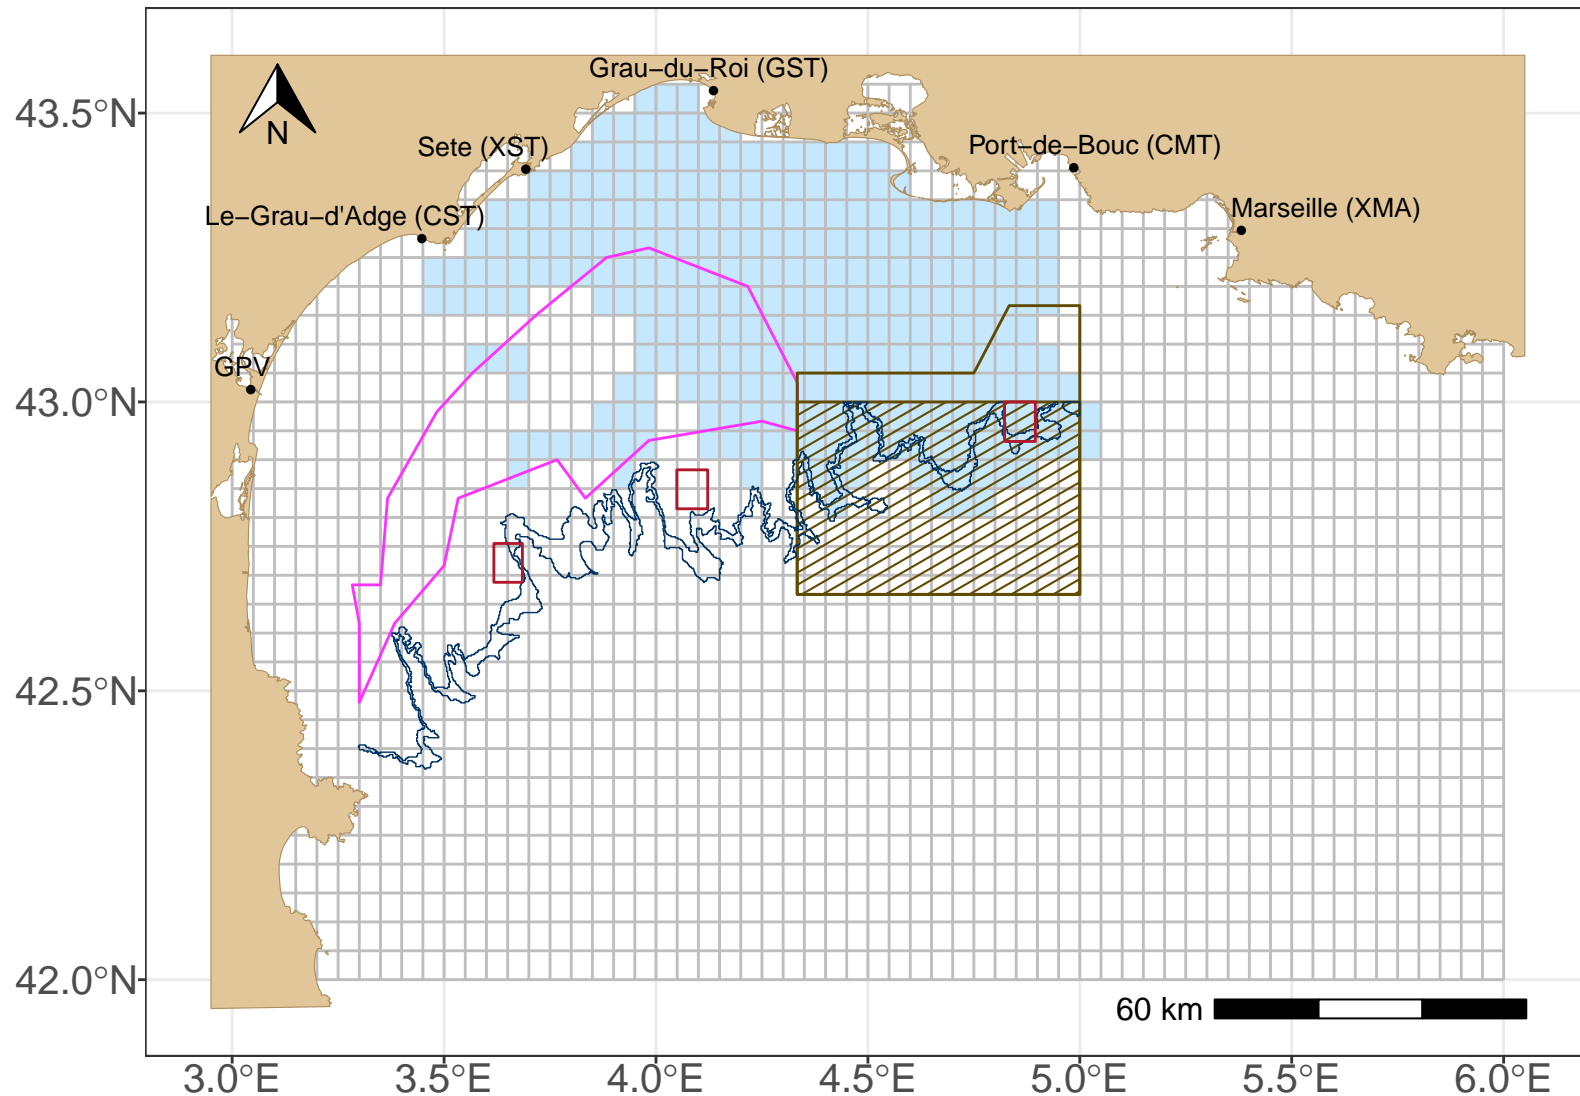 Grau−du−Roi (GST)
43.5°N
N
Sete (XST)
Port−de−Bouc (CMT)
Le−Grau−d'Adge (CST)
Marseille (XMA)
GPV
43.0°N
42.5°N
42.0°N
60 km
3.0°E 3.5°E 4.0°E 4.5°E 5.0°E 5.5°E 6.0°E